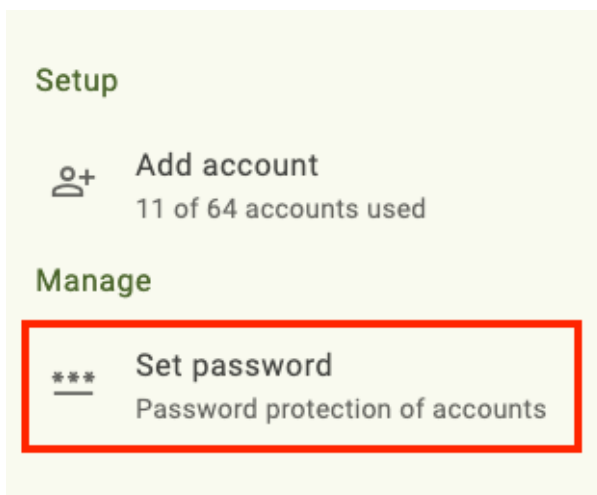 Setup
Add account
11 of 64 accounts used
Manage
Set password
Password protection of accounts